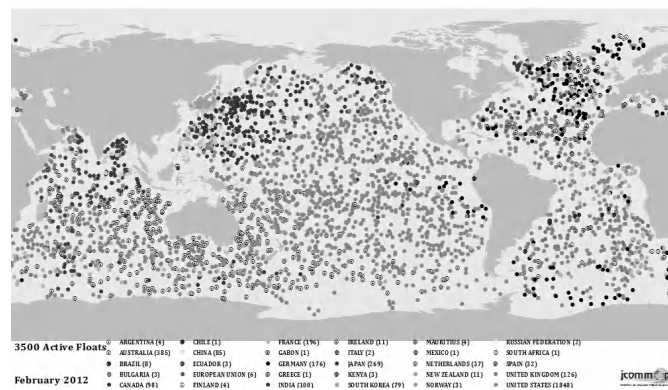 3500 Active Floats
ARGENTINA (4) CHILE (1) FRANCE (196) IRELAND (11) MAURITIUS (4) RUSSIAN FEDERATION (2)
AUSTRALIA (385) CHINA (85) GABON (1) ITALY (2) MEXICO (1) SOUTH AFRICA (1)
BRAZIL (8) ECUADOR (3) GERMANY (176) JAPAN (269) NETHERLANDS (37) SPAIN (32)
February 2012 BULGARIA (3) EUROPEAN UNION (6) GREECE (1) KENYA (3) NEW ZEALAND (11) UNITED KINGDOM (126)
CANADA (98) FINLAND (4) INDIA (100) SOUTH KOREA (79) NORWAY (3) UNITED STATES (1844)
jcomm